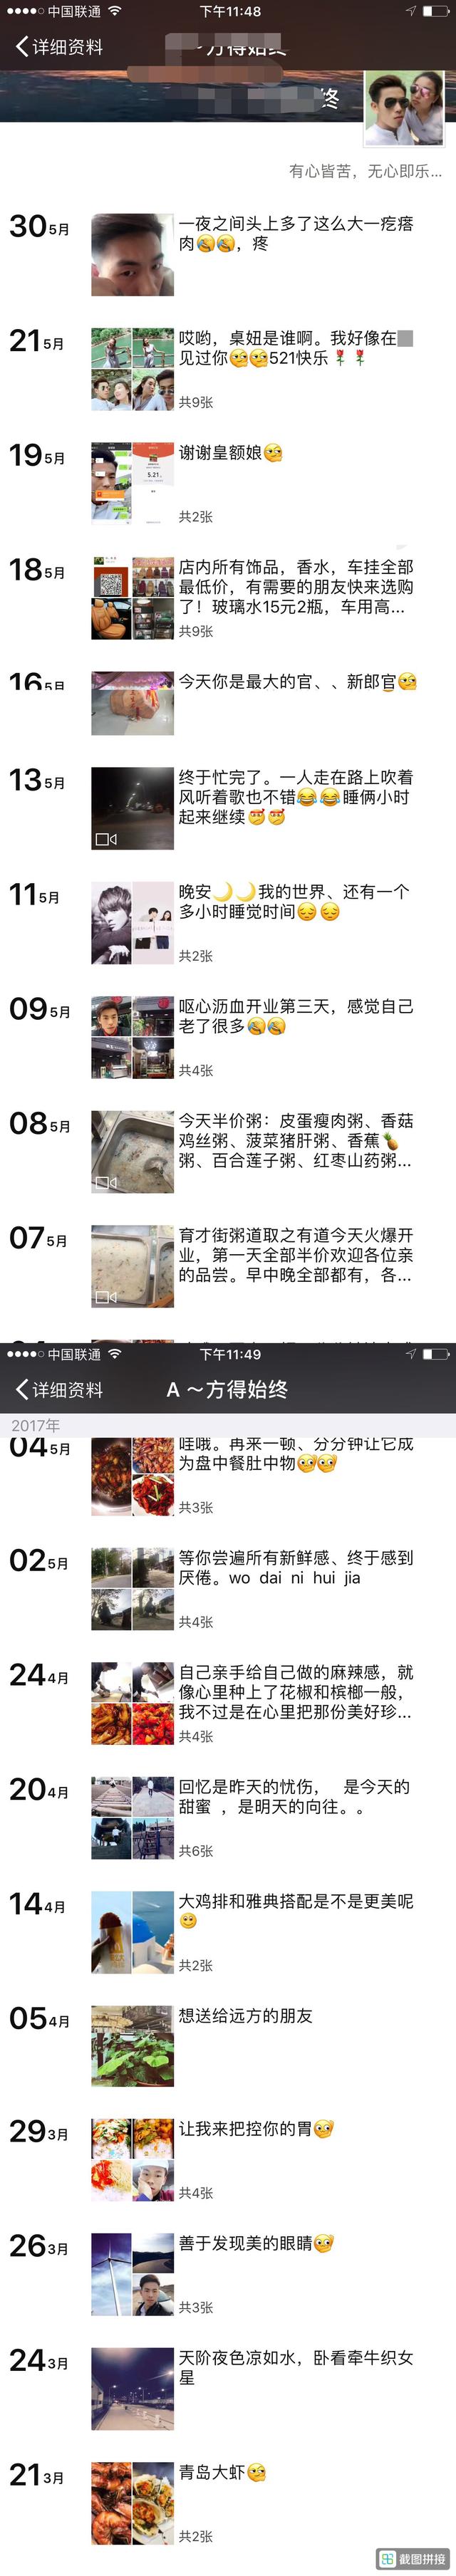 中国联通
下午11:48
详细资料
～方得始终
终
有心皆苦，无心即乐...
30 5月
一夜之间头上多了这么大一疙瘩
肉😪😪，疼
21 5月
哎哟，桌妞是谁啊。我好像在
见过你🧐🧐521快乐🌹🌹
共9张
19 5月
谢谢皇额娘🧐
5.21
共2张
18 5月
店内所有饰品，香水，车挂全部
最低价，有需要的朋友快来选购
了！玻璃水15元2瓶，车用高...
共9张
16 5月
今天你是最大的官、、新郎官🧐
13 5月
终于忙完了。一人走在路上吹着
风听着歌也不错😂😂睡俩小时
起来继续
11 5月
晚安🌙🌙我的世界、还有一个
多小时睡觉时间😔😔
共2张
09 5月
呕心沥血开业第三天，感觉自己
老了很多😪😪
共4张
08 5月
今天半价粥：皮蛋瘦肉粥、香菇
鸡丝粥、菠菜猪肝粥、香蕉🍍
粥、百合莲子粥、红枣山药粥...
07 5月
育才街粥道取之有道今天火爆开
业，第一天全部半价欢迎各位亲
的品尝。早中晚全部都有，各...
中国联通
下午11:49
详细资料
A ～方得始终
2017年
04 5月
哇哦。再来一顿、分分钟让它成
为盘中餐肚中物🧐🧐
共3张
02 5月
等你尝遍所有新鲜感、终于感到
厌倦。wo dai ni hui jia
共4张
24 4月
自己亲手给自己做的麻辣感，就
像心里种上了花椒和槟榔一般，
我不过是在心里把那份美好珍...
共4张
20 4月
回忆是昨天的忧伤， 是今天的
甜蜜 ，是明天的向往。。
共6张
14 4月
大鸡排和雅典搭配是不是更美呢
😊
共2张
05 4月
想送给远方的朋友
29 3月
让我来把控你的胃🧐
共4张
26 3月
善于发现美的眼睛🧐
共3张
24 3月
天阶夜色凉如水，卧看牵牛织女
星
21 3月
青岛大虾🧐
共2张
截图拼接